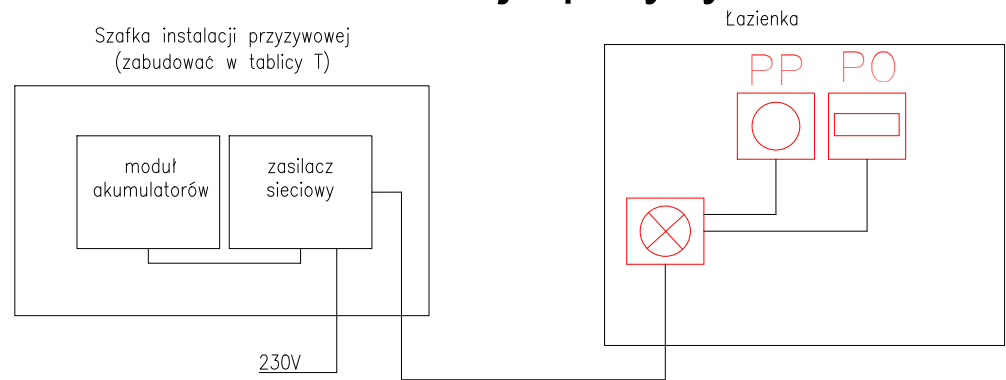 Szafka instalacji przyzywowej
(zabudować w tablicy T)
moduł
akumulatorów
zasilacz
sieciowy
230V
Łazienka
PP PO